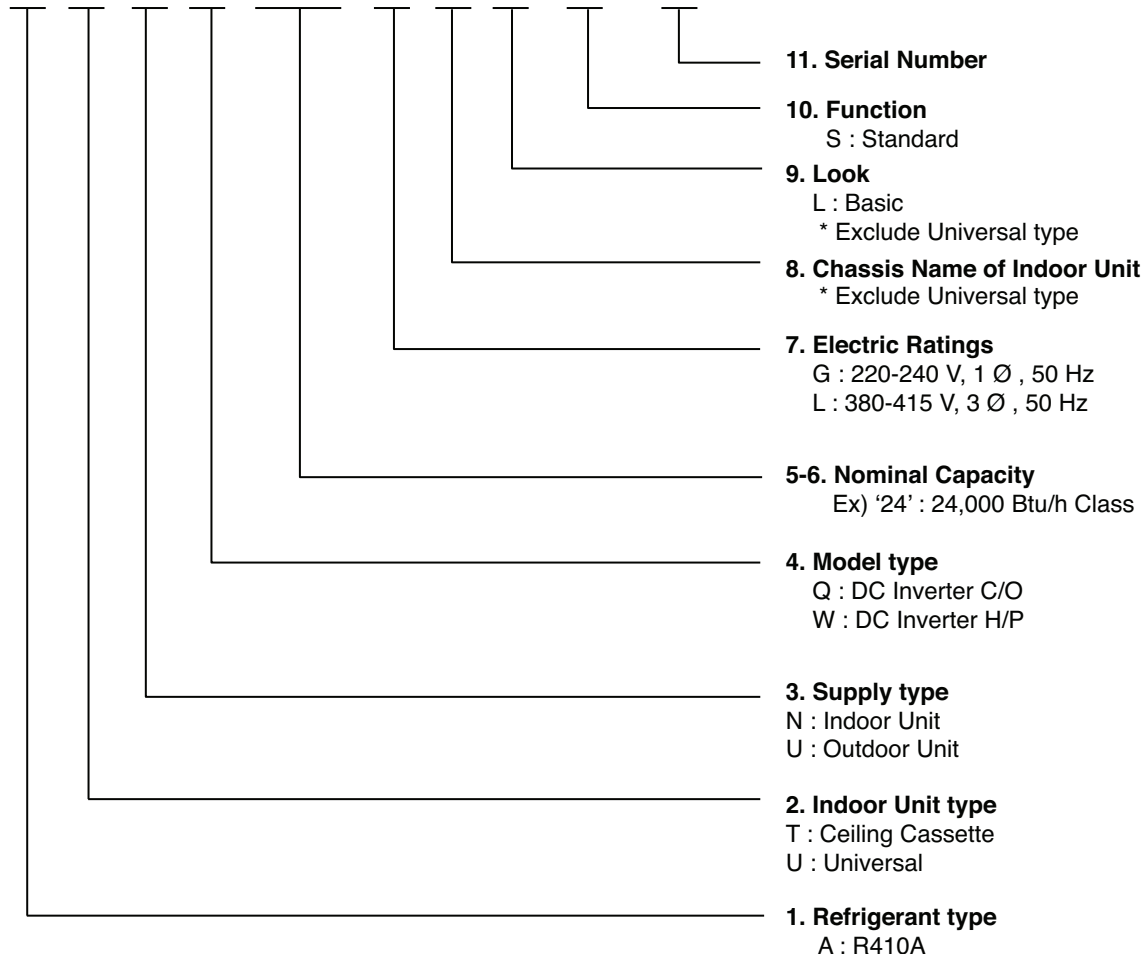 11. Serial Number
10. Function
S : Standard
9. Look
L : Basic
* Exclude Universal type
8. Chassis Name of Indoor Unit
* Exclude Universal type
7. Electric Ratings
G : 220-240 V, 1 Ø , 50 Hz
L : 380-415 V, 3 Ø , 50 Hz
5-6. Nominal Capacity
Ex) ‘24’ : 24,000 Btu/h Class
4. Model type
Q : DC Inverter C/O
W : DC Inverter H/P
3. Supply type
N : Indoor Unit
U : Outdoor Unit
2. Indoor Unit type
T : Ceiling Cassette
U : Universal
1. Refrigerant type
A : R410A